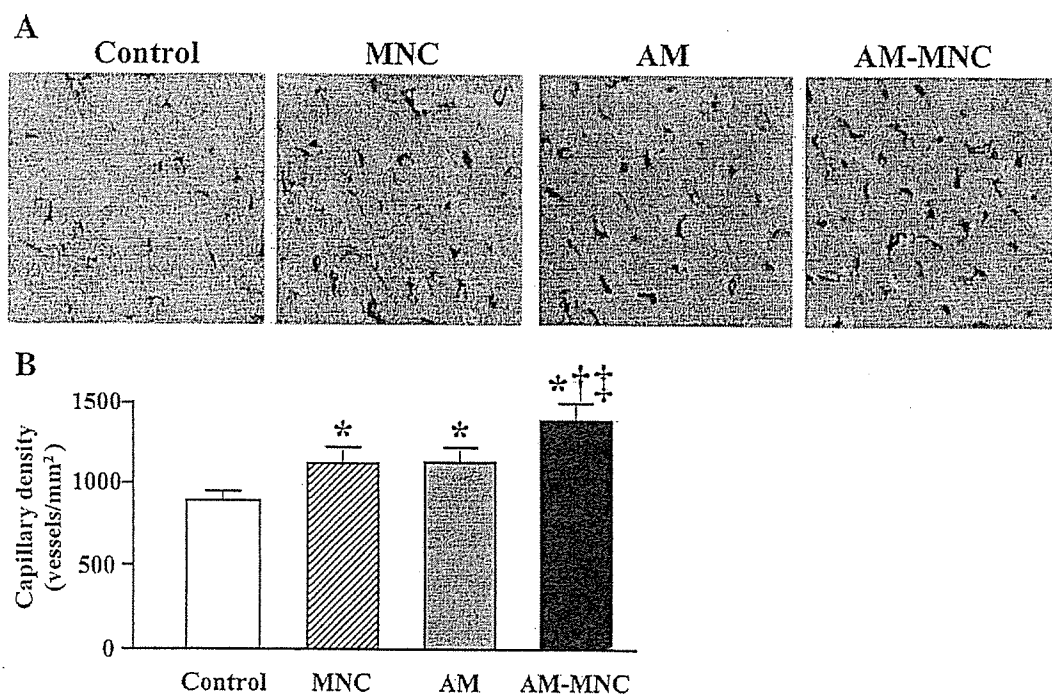 A
Control MNC AM AM-MNC
B
Capillary density
(vessels/mm²)
1500
1000
500
0
* * *†‡
Control MNC AM AM-MNC